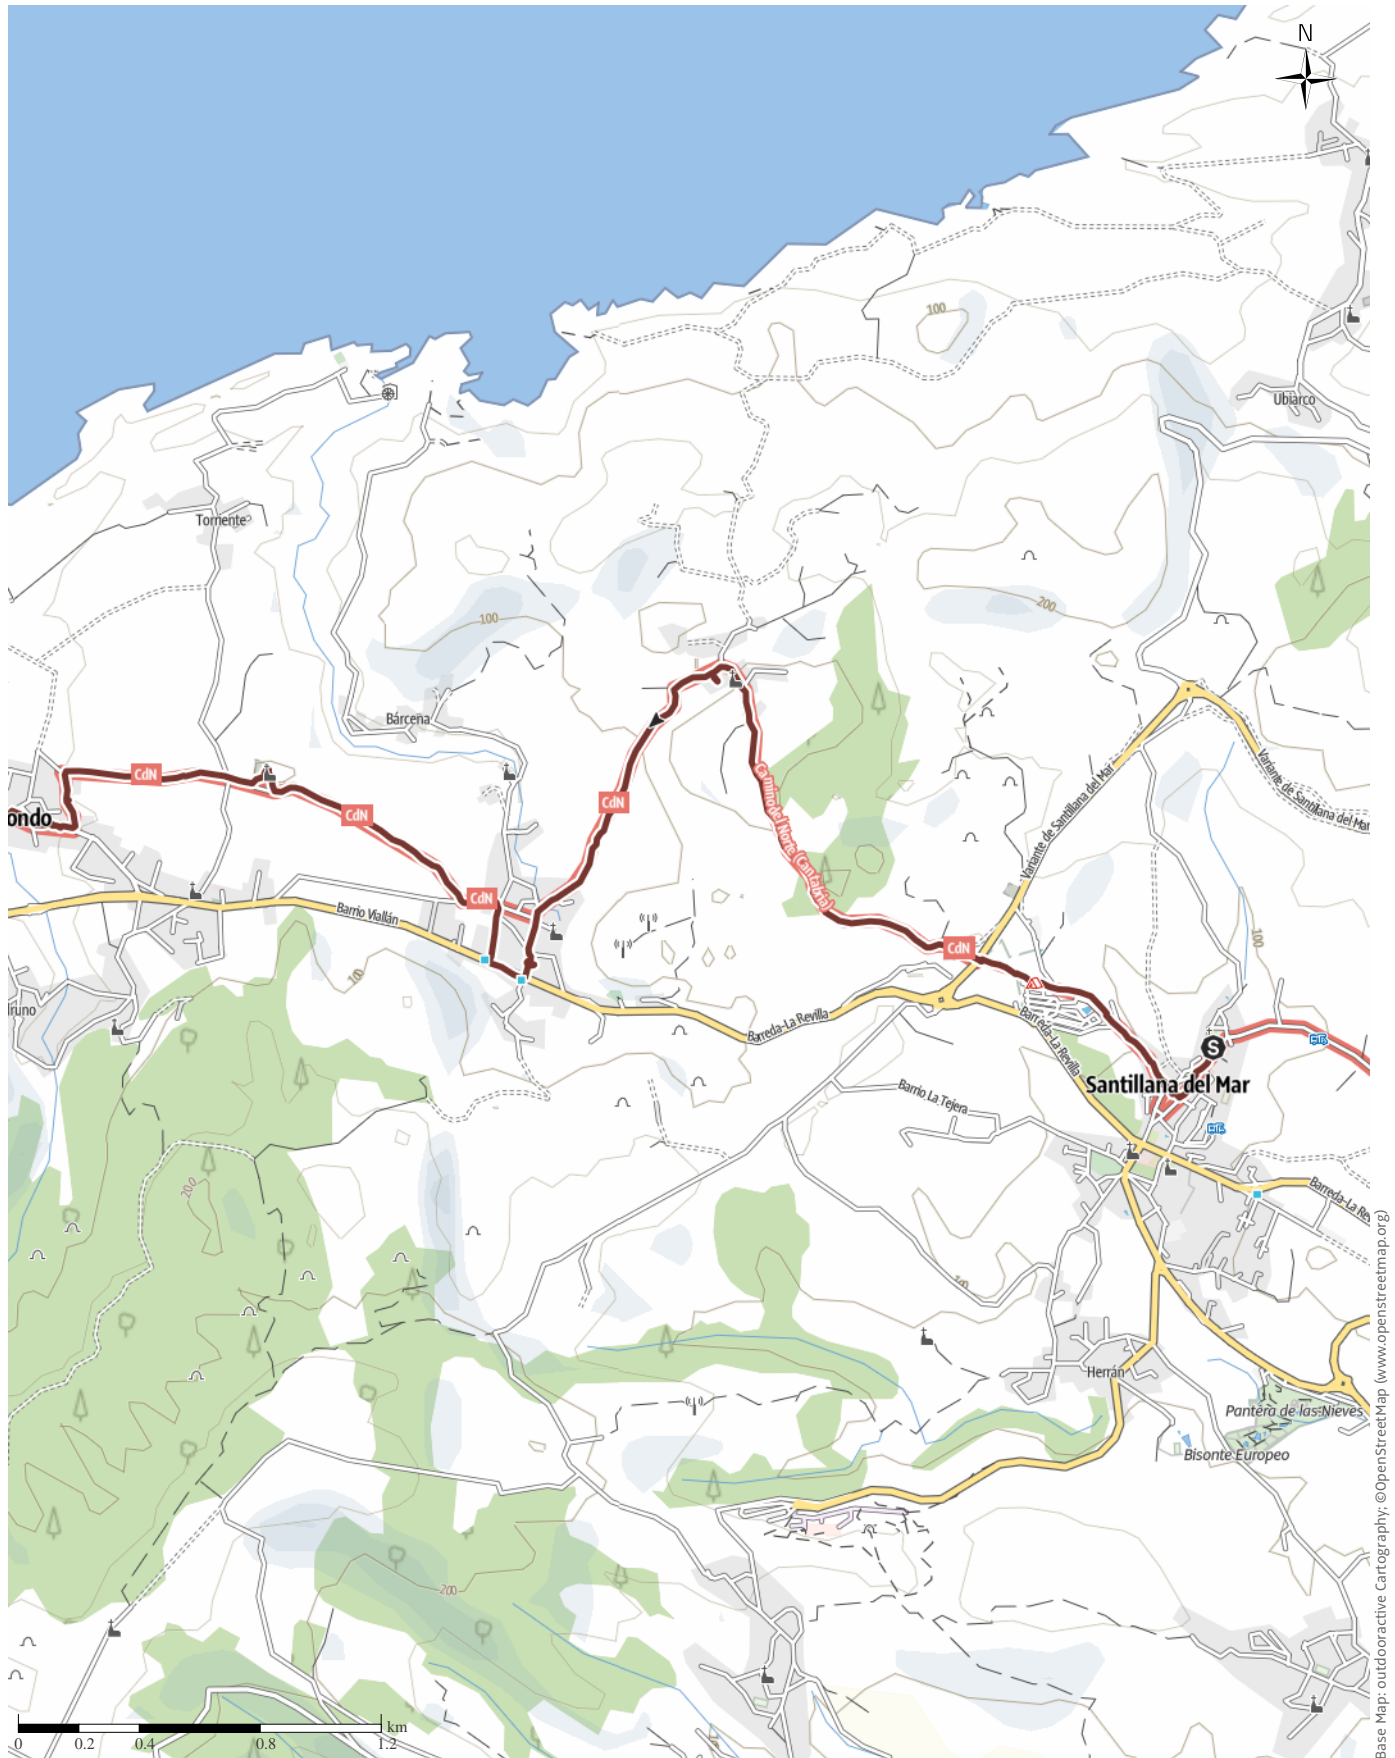 N
100
Ubiarco
Torriente
200
100
Bárcena
Variante de Santillana del Mar
Variante de Santillana del Mar
CdN
CdN
CdN
Camino del Norte (Cantabria)
ondo
CdN
Barrio Viallán
CdN
100
100
Barreda-La Revilla
Barreda-La Revilla
S
Santillana del Mar
Barrio La Tejera
200
Barreda-La Re
Herrán
Pantera de las Nieves
Bisonte Europeo
200
km
0 0.2 0.4 0.8 1.2
ase Map: outdooractive Cartography; ©OpenStreetMap (www.openstreetmap.org)